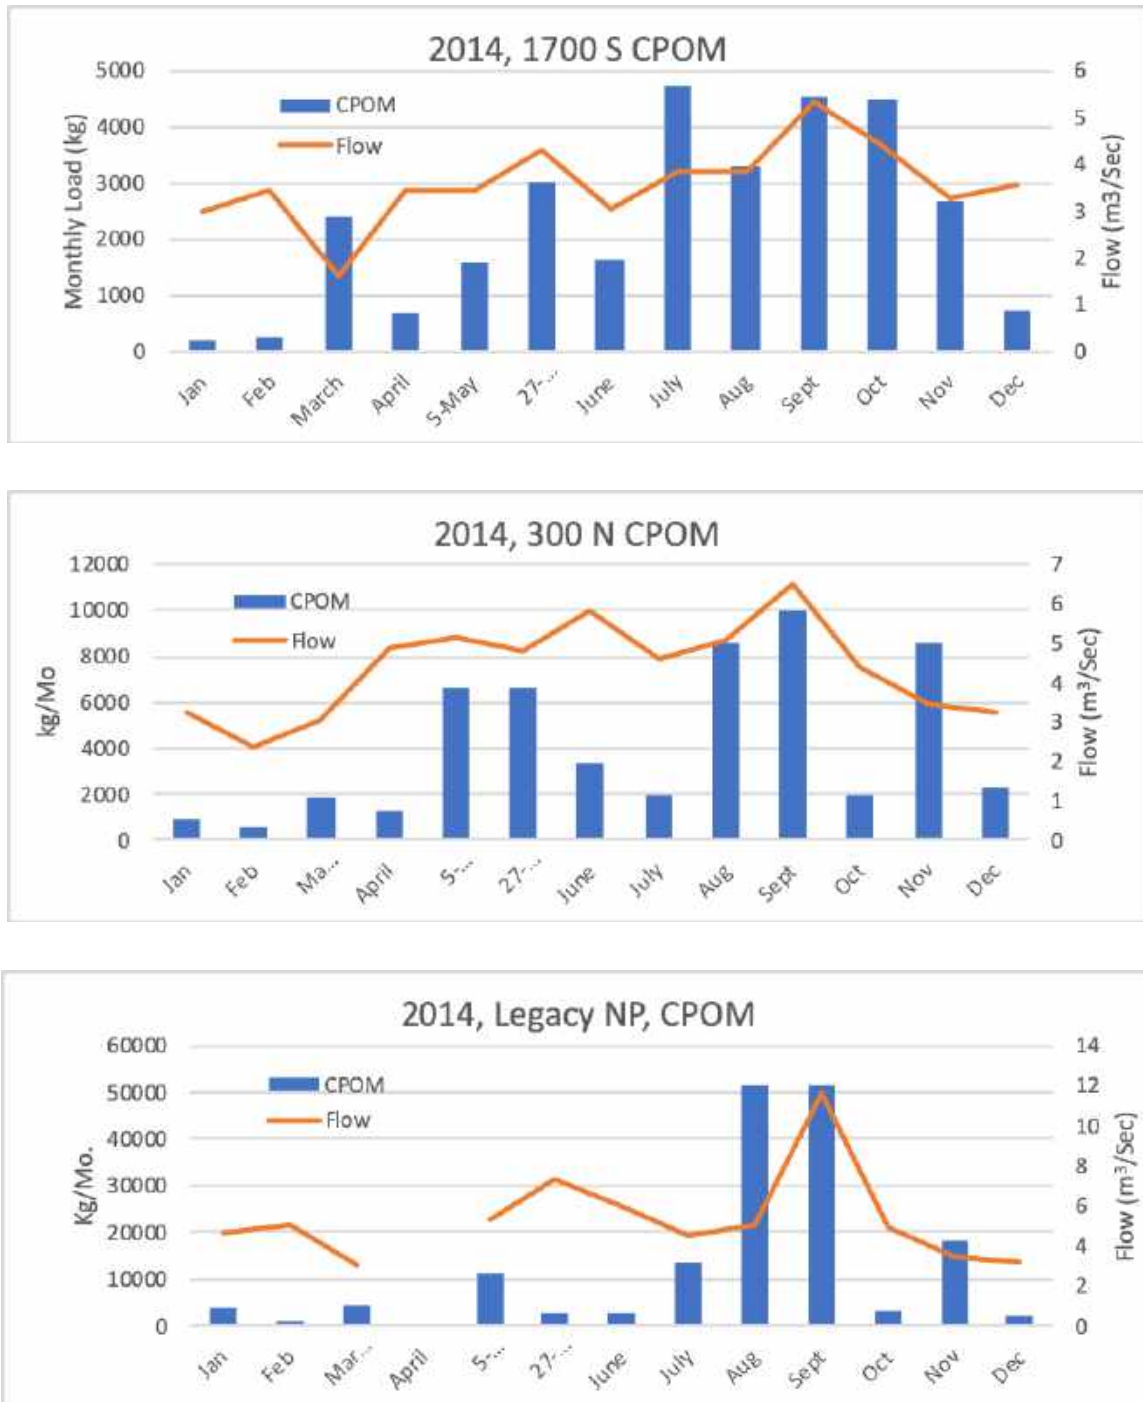 2014, 1700 S CPOM
5000 6
4000 5
3000 4
2000 3
1000 2
0 1
0
Monthly Load (kg)
Flow (m3/Sec)
CPOM
Flow
Jan Feb March April 5-May 27-... June July Aug Sept Oct Nov Dec
2014, 300 N CPOM
12000 7
10000 6
8000 5
6000 4
4000 3
2000 2
0 1
0
kg/Mo
Flow (m³/Sec)
CPOM
Flow
Jan Feb Ma... April 5-... 27-... June July Aug Sept Oct Nov Dec
2014, Legacy NP, CPOM
60000 14
50000 12
40000 10
30000 8
20000 6
10000 4
0 2
0
Kg/Mo.
Flow (m³/Sec)
CPOM
Flow
Jan Feb Mar... April 5-... 27-... June July Aug Sept Oct Nov Dec